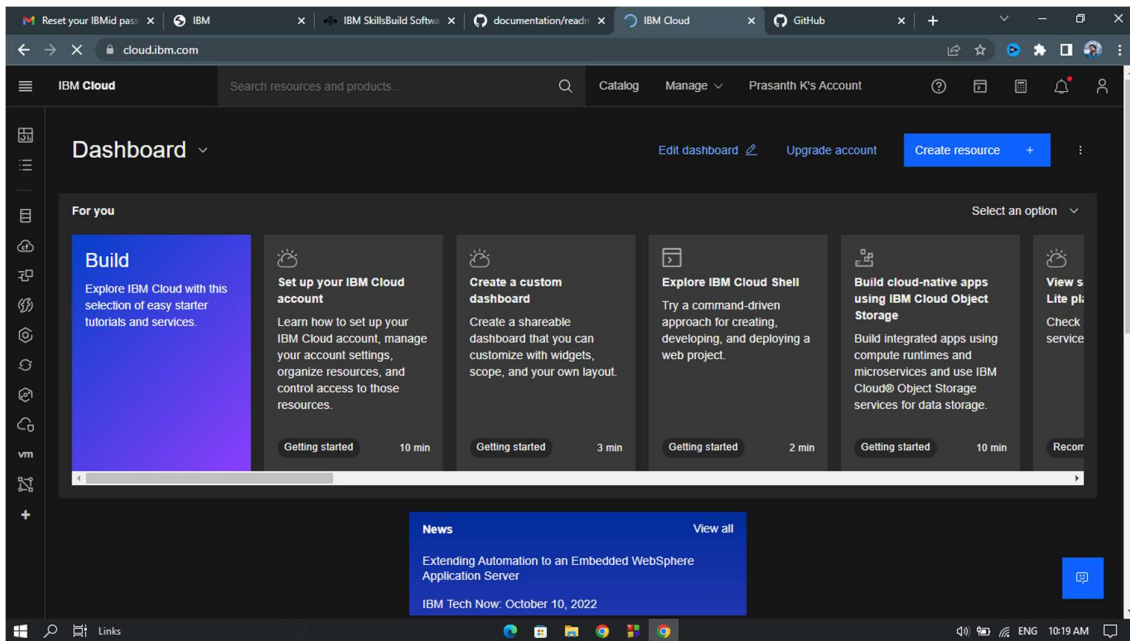 Reset your IBMid pass
IBM
IBM SkillsBuild Softwa
documentation/readm
IBM Cloud
GitHub
cloud.ibm.com
IBM Cloud
Search resources and products...
Catalog
Manage
Prasanth K's Account
Dashboard
Edit dashboard
Upgrade account
Create resource +
For you
Select an option
Build
Explore IBM Cloud with this
selection of easy starter
tutorials and services.
Set up your IBM Cloud
account
Learn how to set up your
IBM Cloud account, manage
your account settings,
organize resources, and
control access to those
resources.
Getting started
10 min
Create a custom
dashboard
Create a shareable
dashboard that you can
customize with widgets,
scope, and your own layout.
Getting started
3 min
Explore IBM Cloud Shell
Try a command-driven
approach for creating,
developing, and deploying a
web project.
Getting started
2 min
Build cloud-native apps
using IBM Cloud Object
Storage
Build integrated apps using
compute runtimes and
microservices and use IBM
Cloud® Object Storage
services for data storage.
Getting started
10 min
View s
Lite pla
Check
service
Recom
vm
News
View all
Extending Automation to an Embedded WebSphere
Application Server
IBM Tech Now: October 10, 2022
Links
ENG
10:19 AM